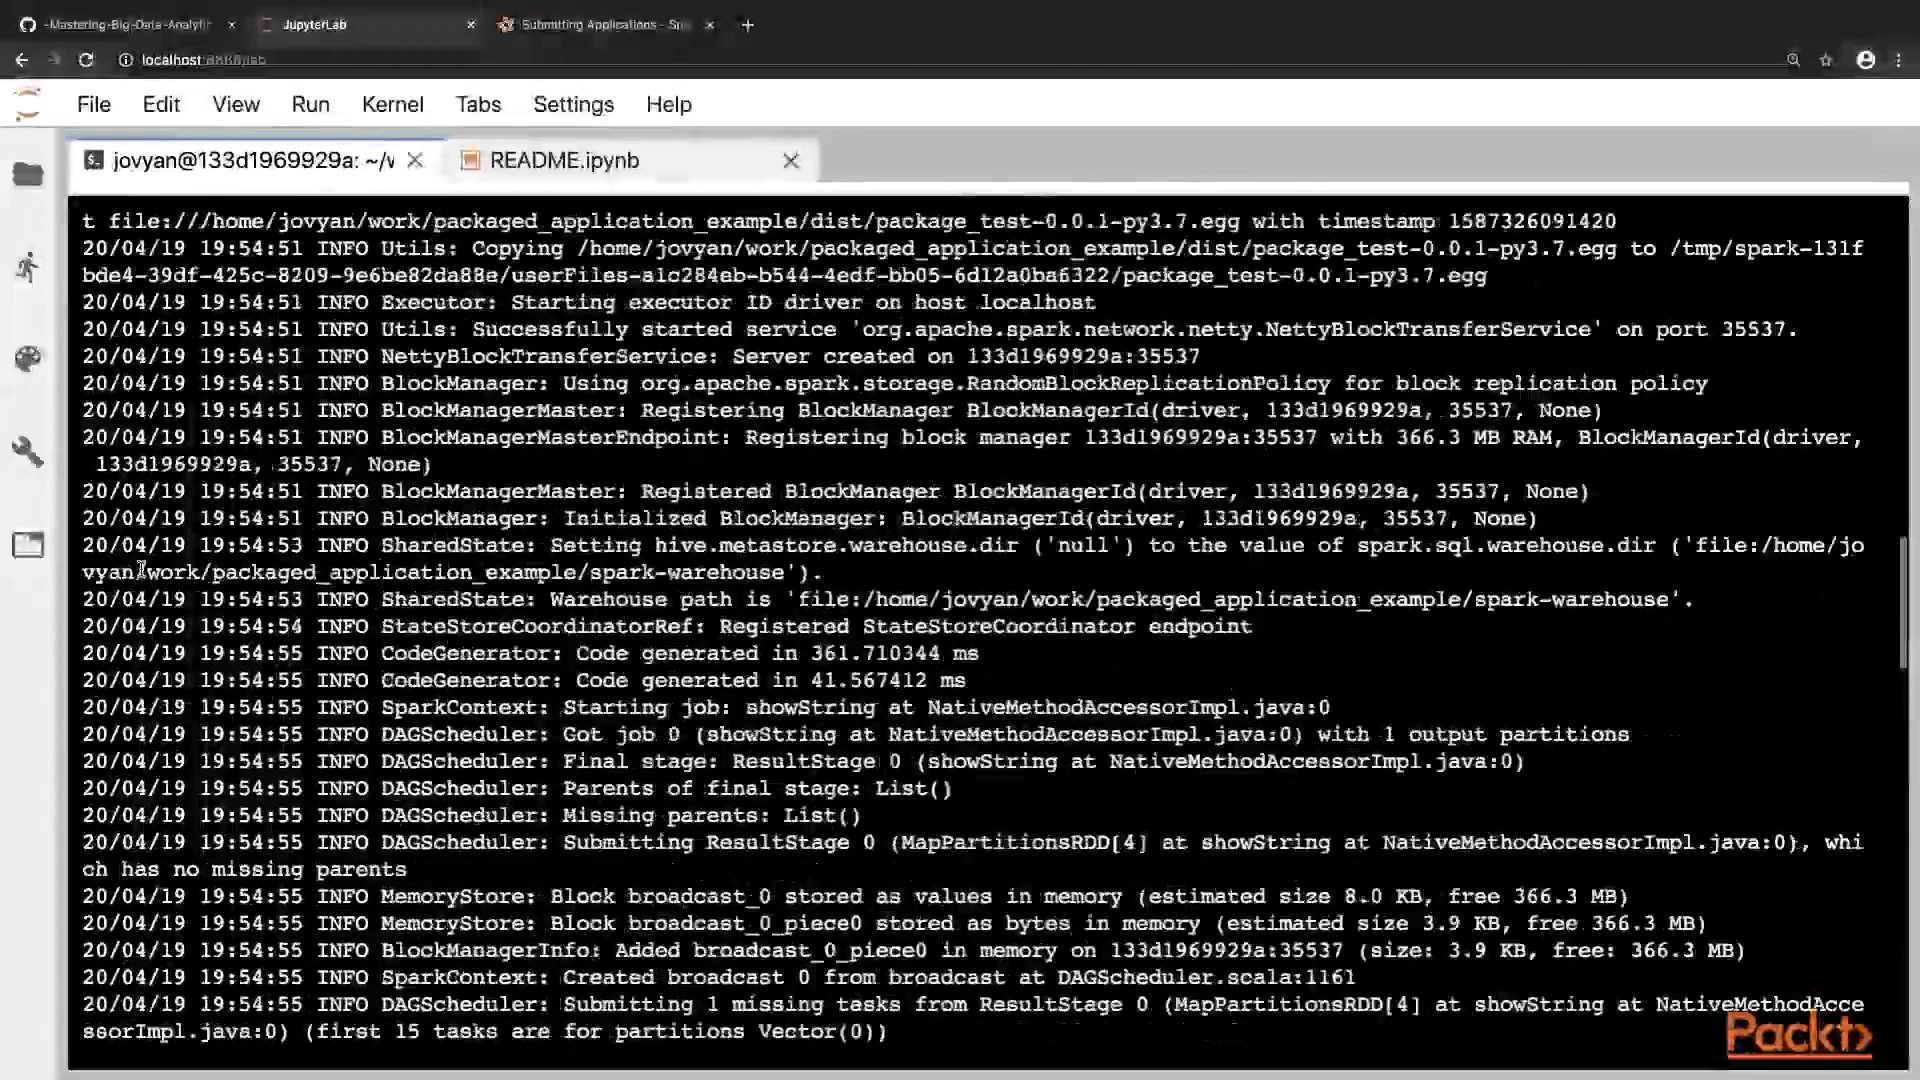 -Mastering-Big-Data-Analytic
JupyterLab
Submitting Applications - Sp
localhost
File Edit View Run Kernel Tabs Settings Help
jovyan@133d1969929a: ~/v
README.ipynb
t file:///home/jovyan/work/packaged_application_example/dist/package_test-0.0.1-py3.7.egg with timestamp 1587326091420
20/04/19 19:54:51 INFO Utils: Copying /home/jovyan/work/packaged_application_example/dist/package_test-0.0.1-py3.7.egg to /tmp/spark-131f
bde4-39df-425c-8209-9e6be82da88e/userFiles-a1c284eb-b544-4edf-bb05-6d12a0ba6322/package_test-0.0.1-py3.7.egg
20/04/19 19:54:51 INFO Executor: Starting executor ID driver on host localhost
20/04/19 19:54:51 INFO Utils: Successfully started service 'org.apache.spark.network.netty.NettyBlockTransferService' on port 35537.
20/04/19 19:54:51 INFO NettyBlockTransferService: Server created on 133d1969929a:35537
20/04/19 19:54:51 INFO BlockManager: Using org.apache.spark.storage.RandomBlockReplicationPolicy for block replication policy
20/04/19 19:54:51 INFO BlockManagerMaster: Registering BlockManager BlockManagerId(driver, 133d1969929a, 35537, None)
20/04/19 19:54:51 INFO BlockManagerMasterEndpoint: Registering block manager 133d1969929a:35537 with 366.3 MB RAM, BlockManagerId(driver,
133d1969929a, 35537, None)
20/04/19 19:54:51 INFO BlockManagerMaster: Registered BlockManager BlockManagerId(driver, 133d1969929a, 35537, None)
20/04/19 19:54:51 INFO BlockManager: Initialized BlockManager: BlockManagerId(driver, 133d1969929a, 35537, None)
20/04/19 19:54:53 INFO SharedState: Setting hive.metastore.warehouse.dir ('null') to the value of spark.sql.warehouse.dir ('file:/home/jo
vyan/work/packaged_application_example/spark-warehouse').
20/04/19 19:54:53 INFO SharedState: Warehouse path is 'file:/home/jovyan/work/packaged_application_example/spark-warehouse'.
20/04/19 19:54:54 INFO StateStoreCoordinatorRef: Registered StateStoreCoordinator endpoint
20/04/19 19:54:55 INFO CodeGenerator: Code generated in 361.710344 ms
20/04/19 19:54:55 INFO CodeGenerator: Code generated in 41.567412 ms
20/04/19 19:54:55 INFO SparkContext: Starting job: showString at NativeMethodAccessorImpl.java:0
20/04/19 19:54:55 INFO DAGScheduler: Got job 0 (showString at NativeMethodAccessorImpl.java:0) with 1 output partitions
20/04/19 19:54:55 INFO DAGScheduler: Final stage: ResultStage 0 (showString at NativeMethodAccessorImpl.java:0)
20/04/19 19:54:55 INFO DAGScheduler: Parents of final stage: List()
20/04/19 19:54:55 INFO DAGScheduler: Missing parents: List()
20/04/19 19:54:55 INFO DAGScheduler: Submitting ResultStage 0 (MapPartitionsRDD[4] at showString at NativeMethodAccessorImpl.java:0), whi
ch has no missing parents
20/04/19 19:54:55 INFO MemoryStore: Block broadcast_0 stored as values in memory (estimated size 8.0 KB, free 366.3 MB)
20/04/19 19:54:55 INFO MemoryStore: Block broadcast_0_piece0 stored as bytes in memory (estimated size 3.9 KB, free 366.3 MB)
20/04/19 19:54:55 INFO BlockManagerInfo: Added broadcast_0_piece0 in memory on 133d1969929a:35537 (size: 3.9 KB, free: 366.3 MB)
20/04/19 19:54:55 INFO SparkContext: Created broadcast 0 from broadcast at DAGScheduler.scala:1161
20/04/19 19:54:55 INFO DAGScheduler: Submitting 1 missing tasks from ResultStage 0 (MapPartitionsRDD[4] at showString at NativeMethodAcce
ssorImpl.java:0) (first 15 tasks are for partitions Vector(0))
Packt>